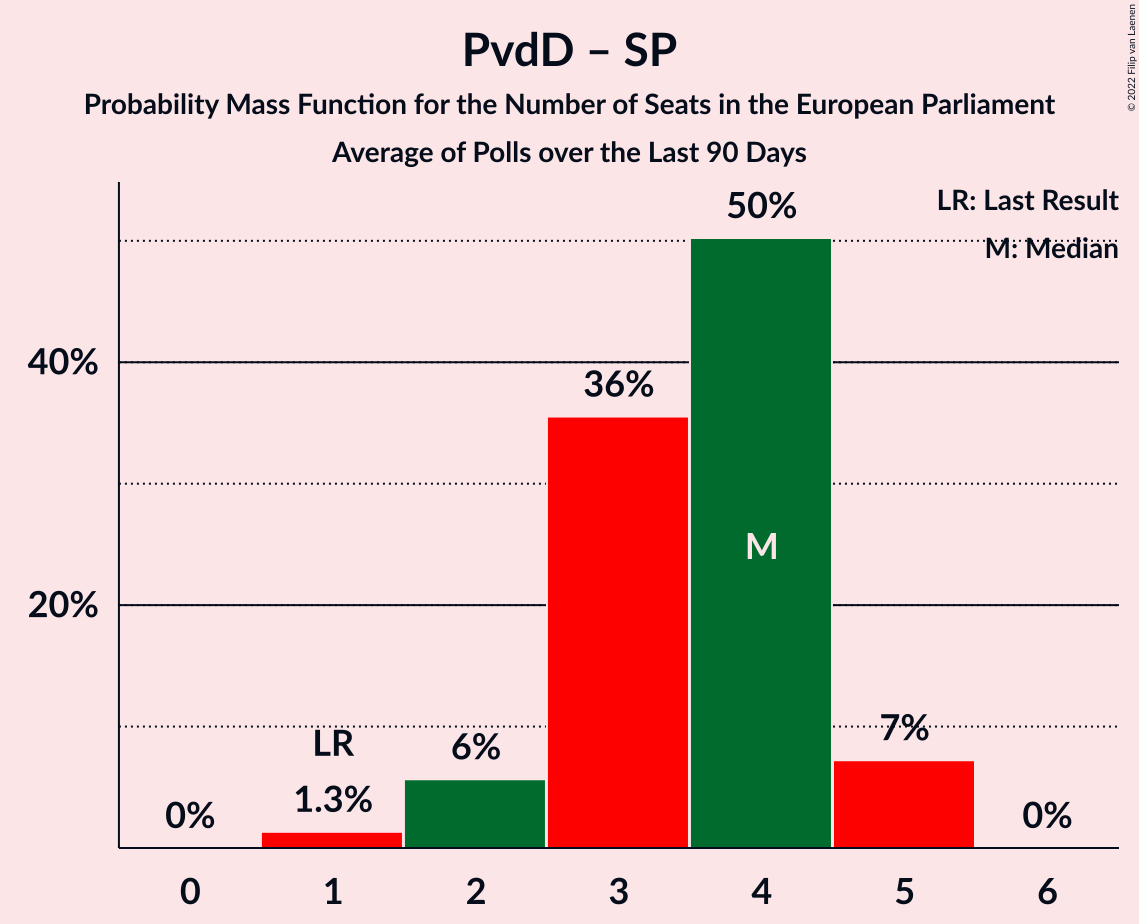 PvdD – SP
Probability Mass Function for the Number of Seats in the European Parliament
Average of Polls over the Last 90 Days
© 2022 Filip van Laenen
LR: Last Result
M: Median
50%
40%
36%
M
20%
7%
LR
6%
1.3%
0%
0%
0 1 2 3 4 5 6